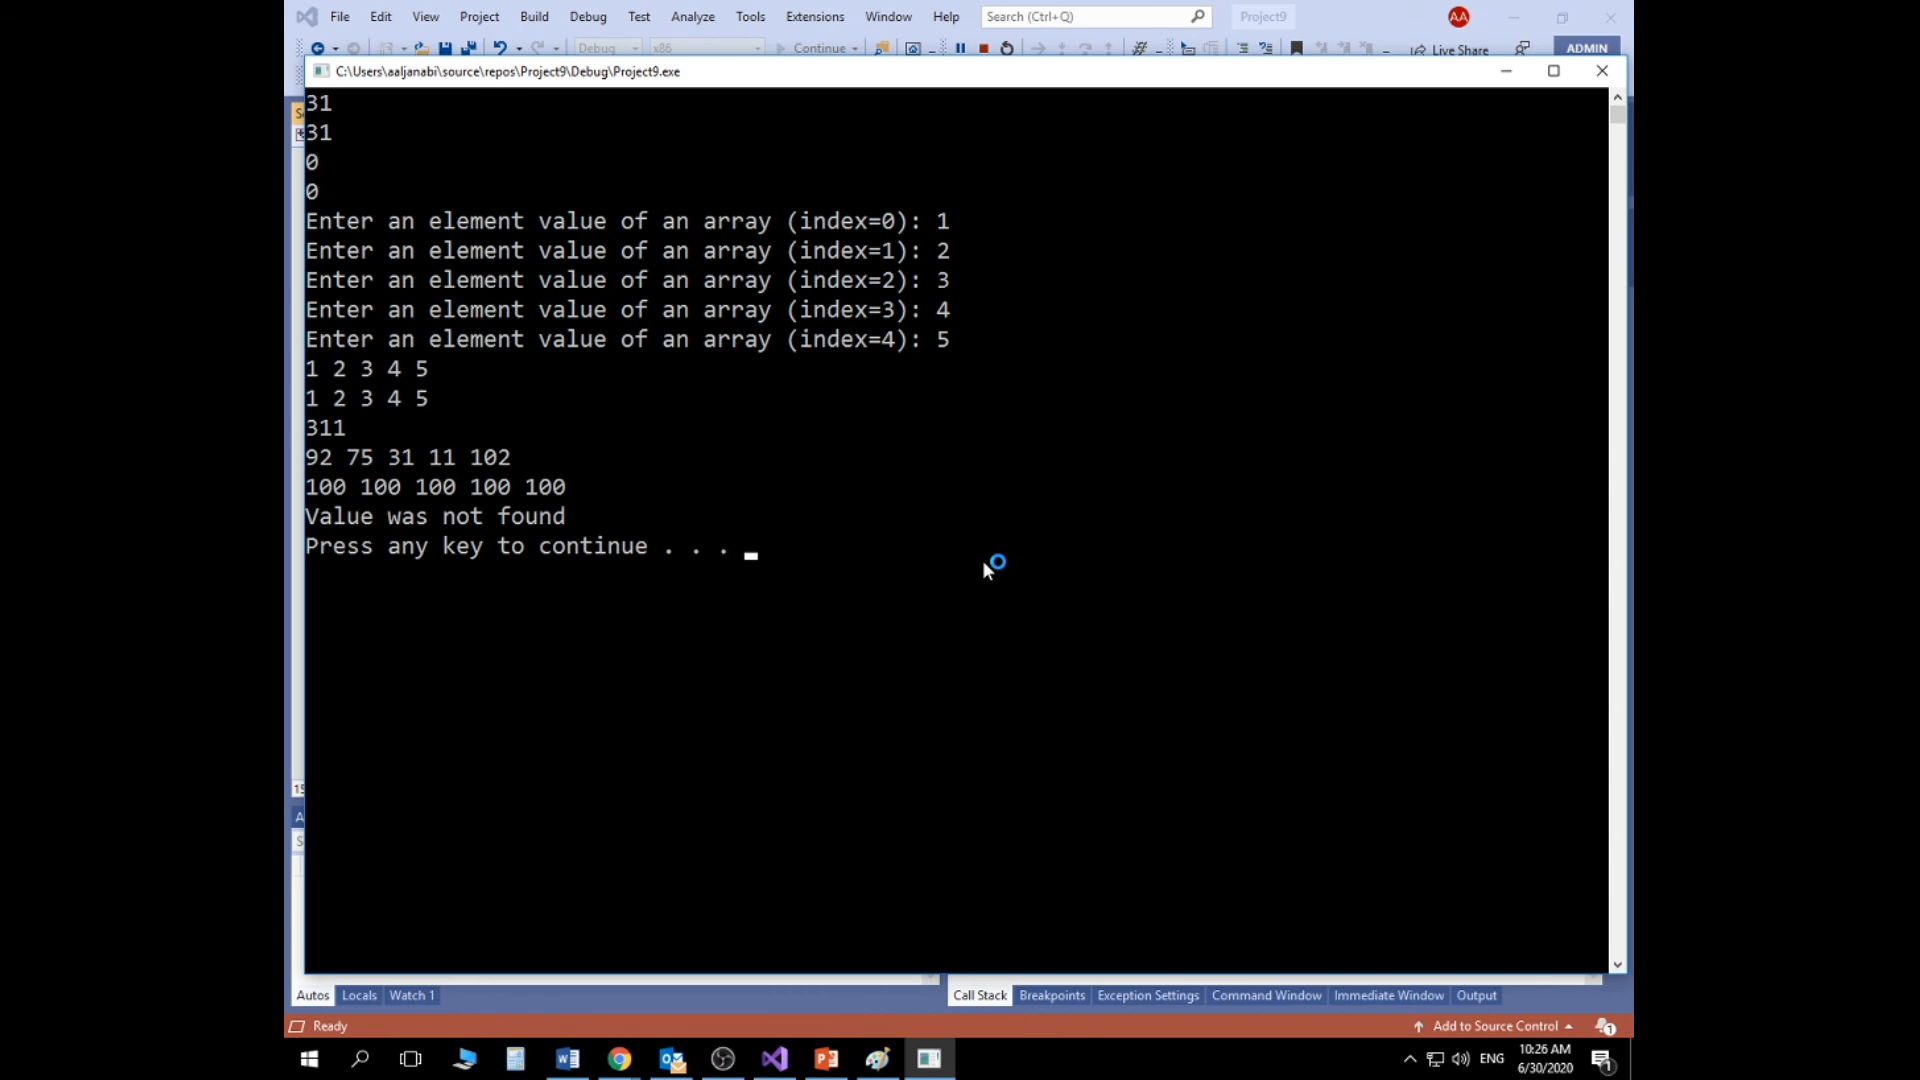 File Edit View Project Build Debug Test Analyze Tools Extensions Window Help Search (Ctrl+Q) Project9 AA
Debug x86 Continue Live Share ADMIN
C:\Users\aaljanabi\source\repos\Project9\Debug\Project9.exe
31
31
0
0
Enter an element value of an array (index=0): 1
Enter an element value of an array (index=1): 2
Enter an element value of an array (index=2): 3
Enter an element value of an array (index=3): 4
Enter an element value of an array (index=4): 5
1 2 3 4 5
1 2 3 4 5
311
92 75 31 11 102
100 100 100 100 100
Value was not found
Press any key to continue . . .
Autos Locals Watch 1 Call Stack Breakpoints Exception Settings Command Window Immediate Window Output
Ready Add to Source Control 1
ENG 10:26 AM
6/30/2020 1